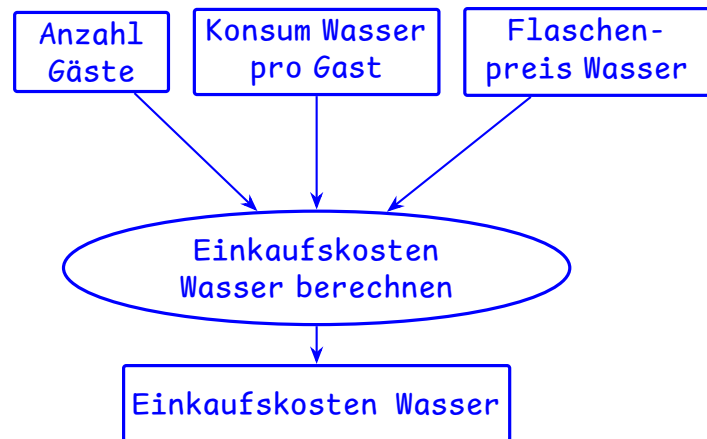 Anzahl
Gäste
Konsum Wasser
pro Gast
Flaschen-
preis Wasser
Einkaufskosten
Wasser berechnen
Einkaufskosten Wasser